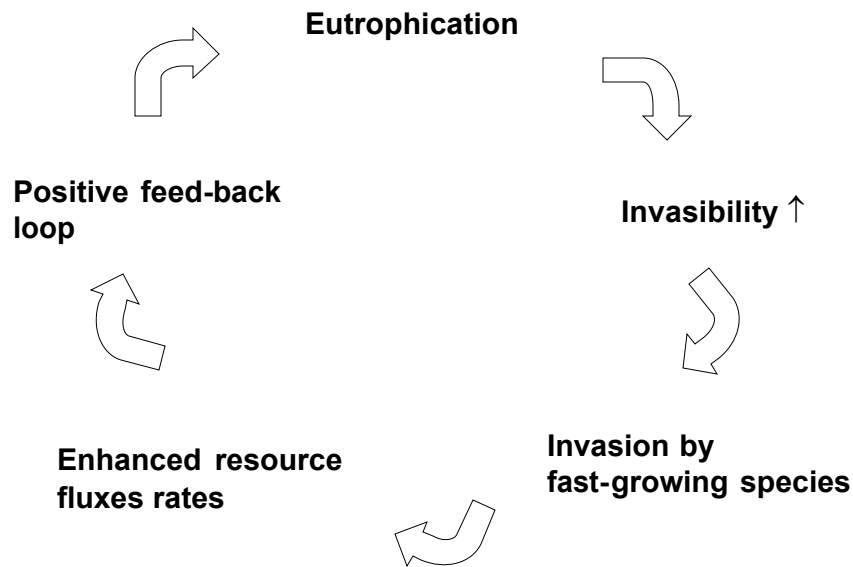 Eutrophication
Positive feed-back
loop
Invasibility ↑
Enhanced resource
fluxes rates
Invasion by
fast-growing species